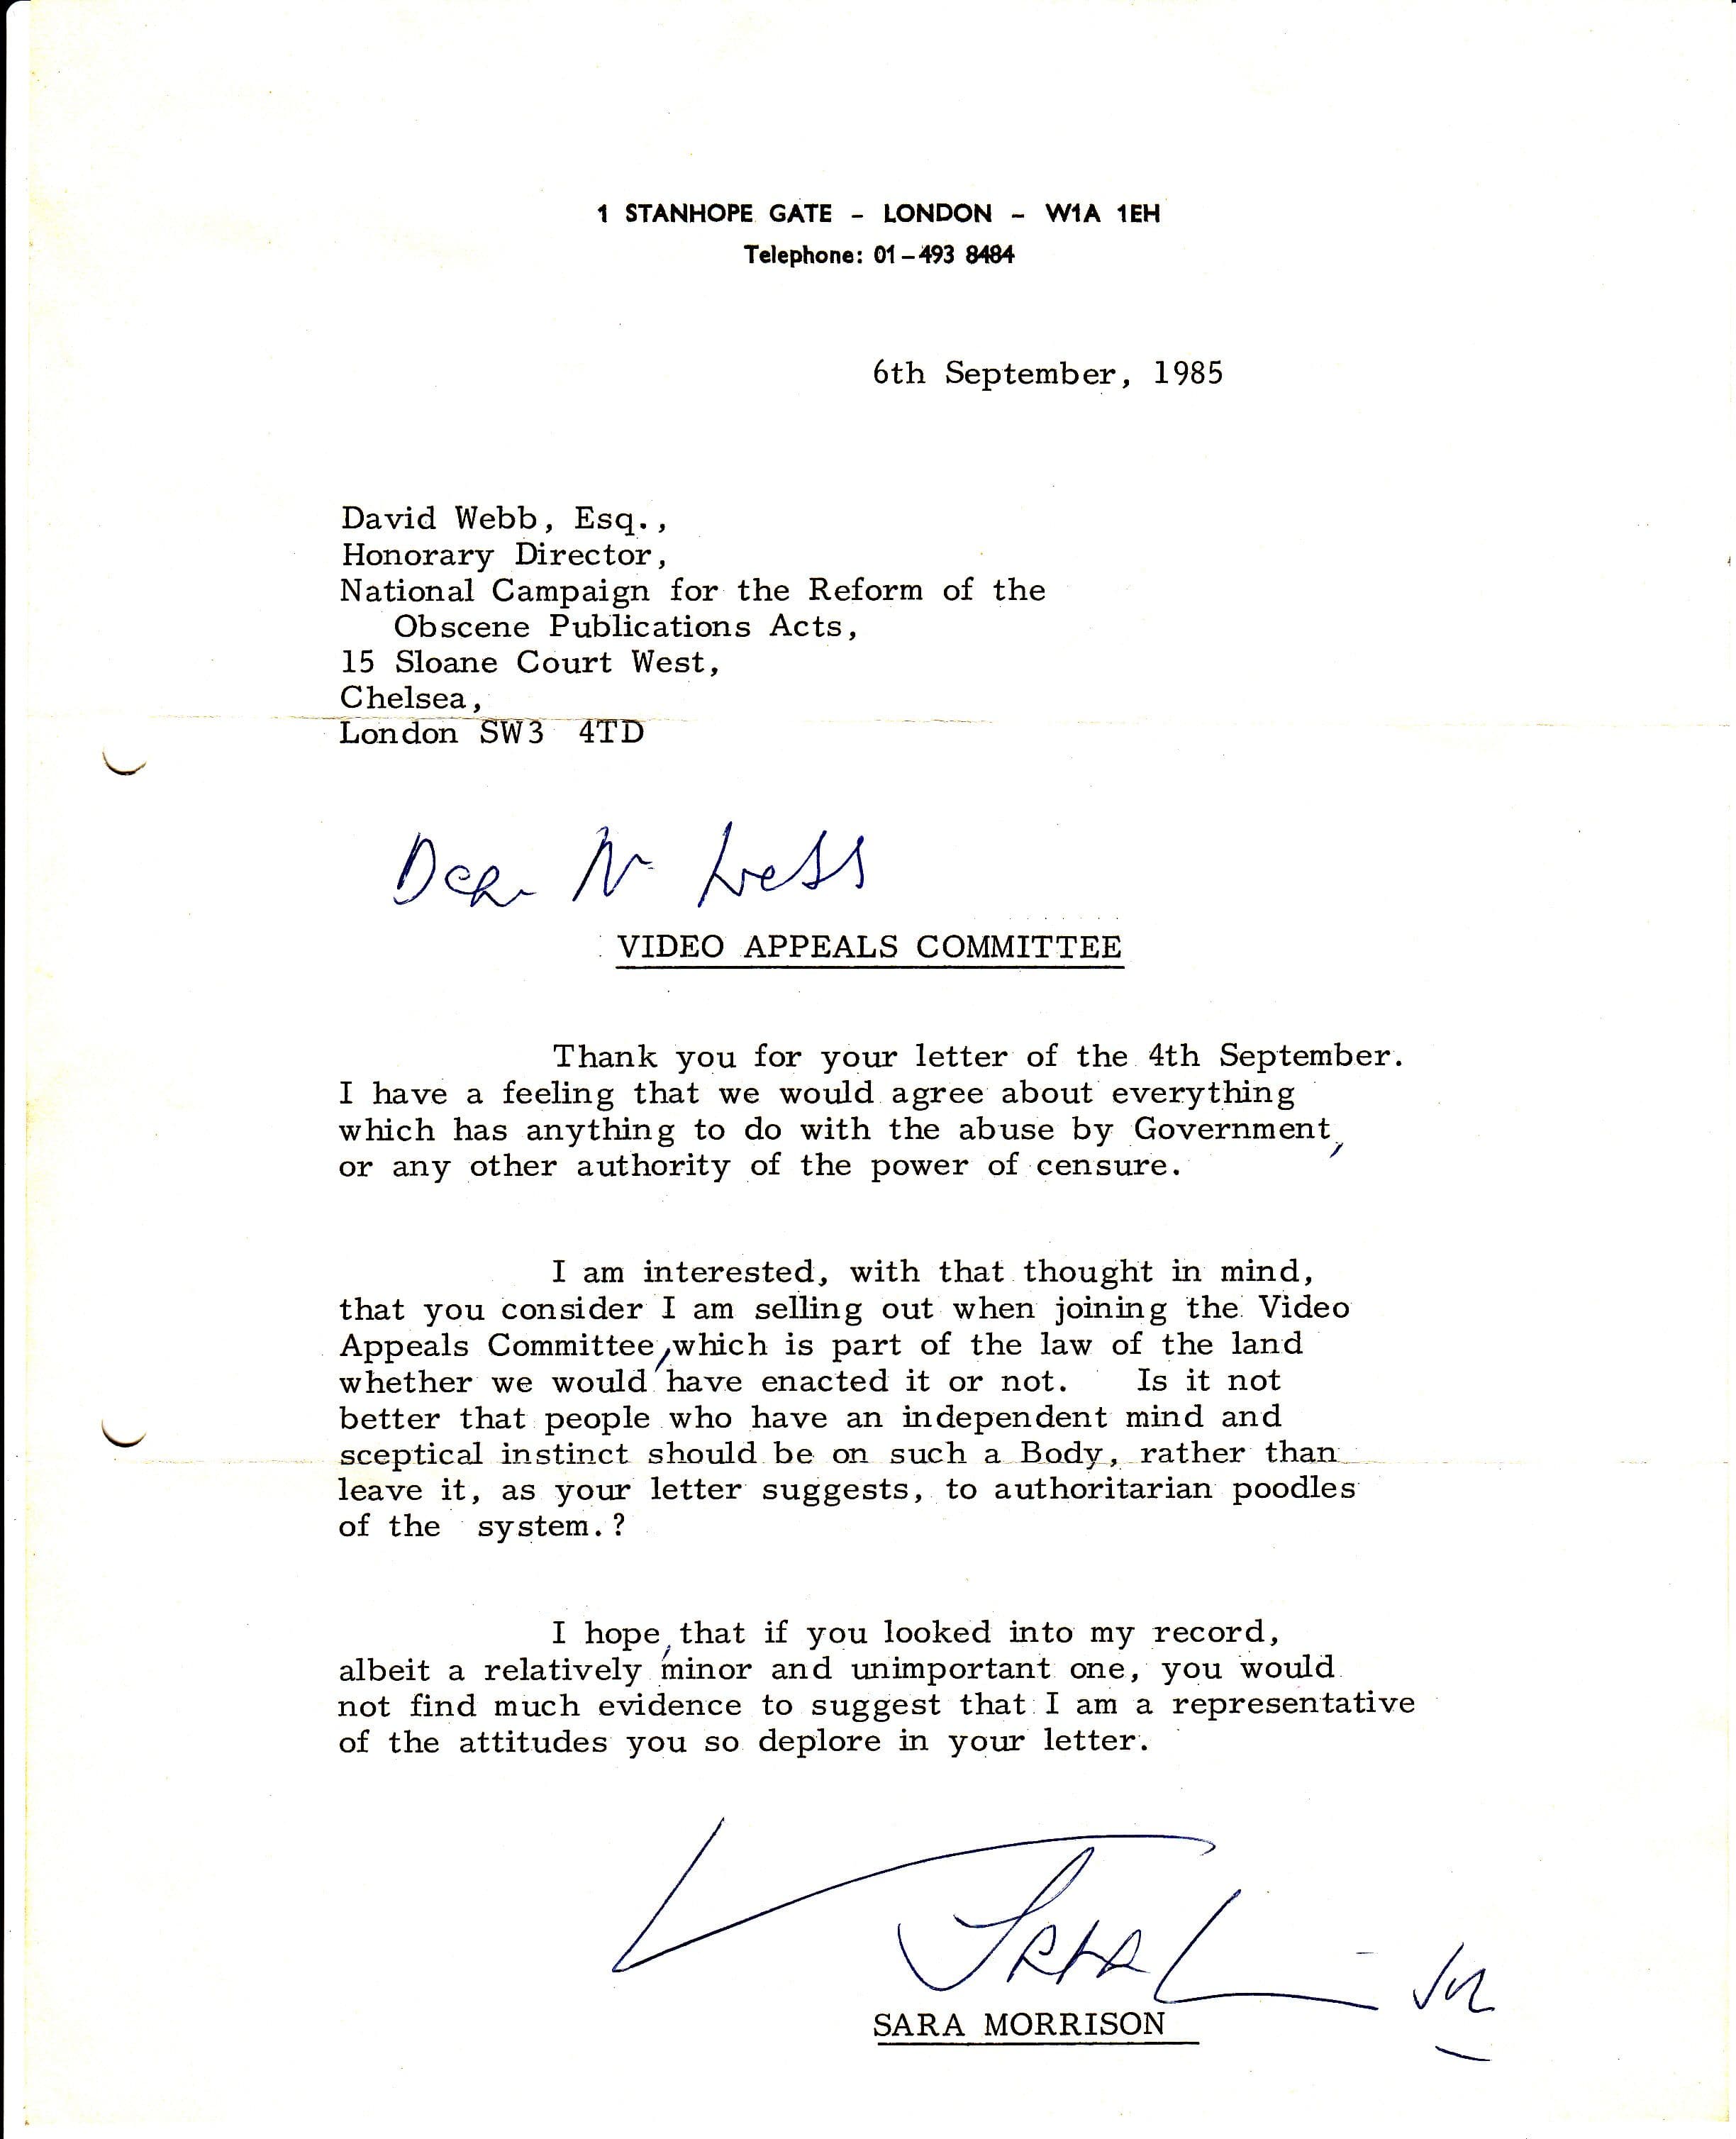 1 STANHOPE GATE – LONDON – W1A 1EH
Telephone: 01–493 8484
6th September, 1985
David Webb, Esq.,
Honorary Director,
National Campaign for the Reform of the
Obscene Publications Acts,
15 Sloane Court West,
Chelsea,
London SW3 4TD
Dear Mr Webb
VIDEO APPEALS COMMITTEE
Thank you for your letter of the 4th September.
I have a feeling that we would agree about everything
which has anything to do with the abuse by Government,
or any other authority of the power of censure.
I am interested, with that thought in mind,
that you consider I am selling out when joining the Video
Appeals Committee, which is part of the law of the land
whether we would have enacted it or not. Is it not
better that people who have an independent mind and
sceptical instinct should be on such a Body, rather than
leave it, as your letter suggests, to authoritarian poodles
of the system.?
I hope, that if you looked into my record,
albeit a relatively minor and unimportant one, you would
not find much evidence to suggest that I am a representative
of the attitudes you so deplore in your letter.
Sara
SARA MORRISON